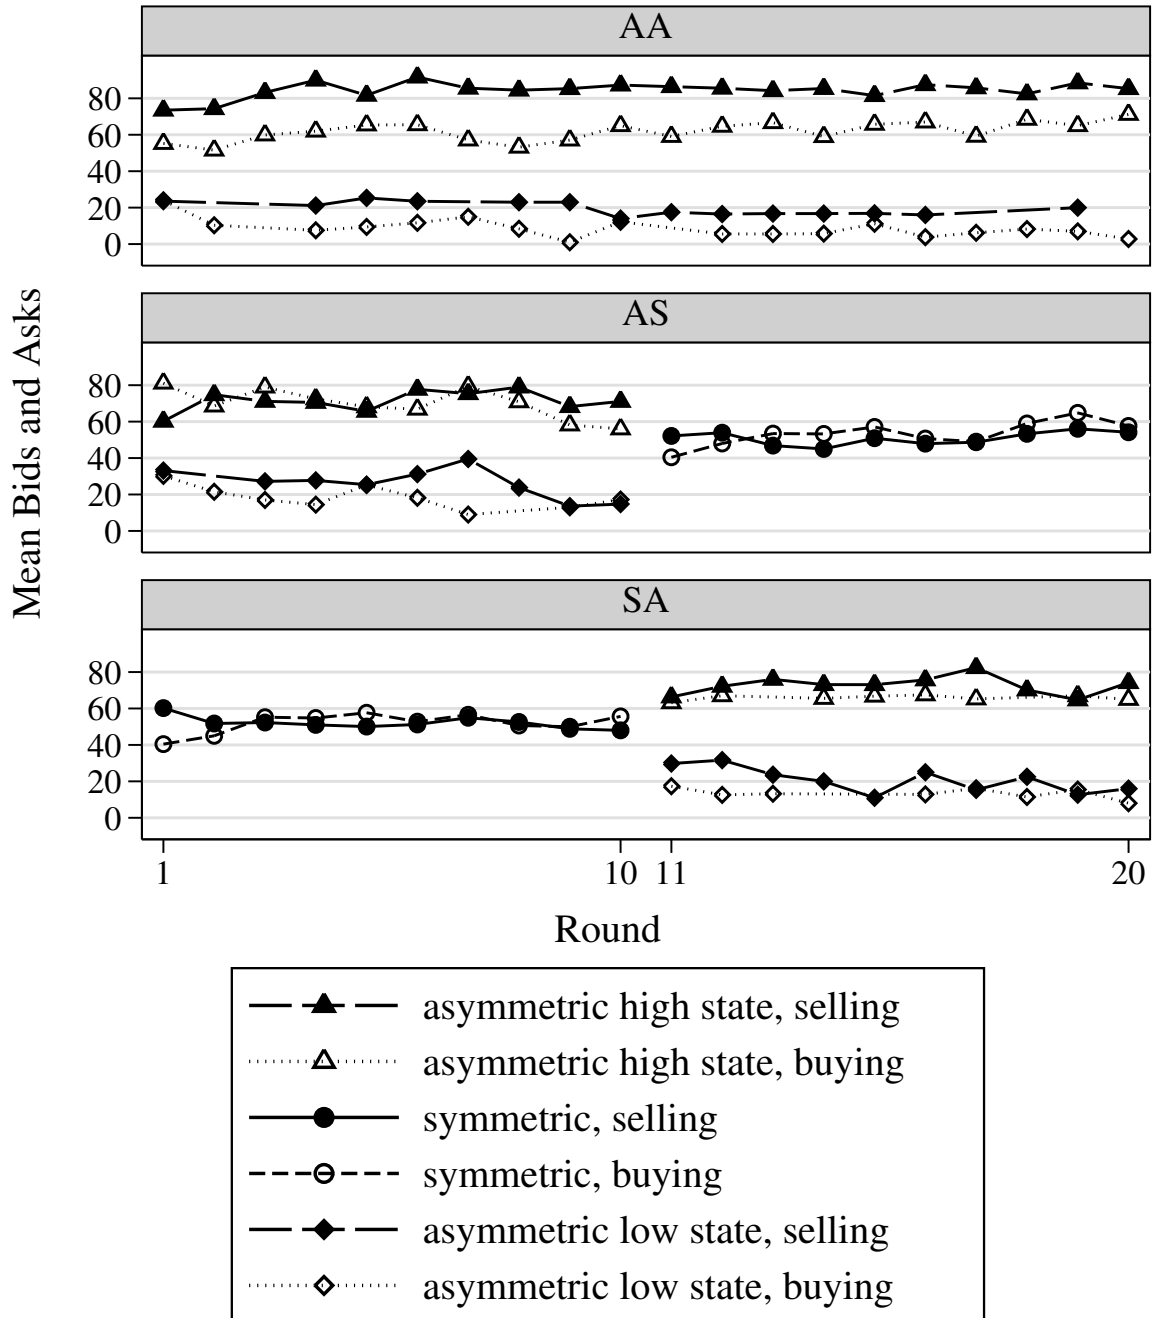 AA
80
60
40
20
0
AS
80
60
40
20
0
Mean Bids and Asks
SA
80
60
40
20
0
1 10 11 20
Round
asymmetric high state, selling
asymmetric high state, buying
symmetric, selling
symmetric, buying
asymmetric low state, selling
asymmetric low state, buying